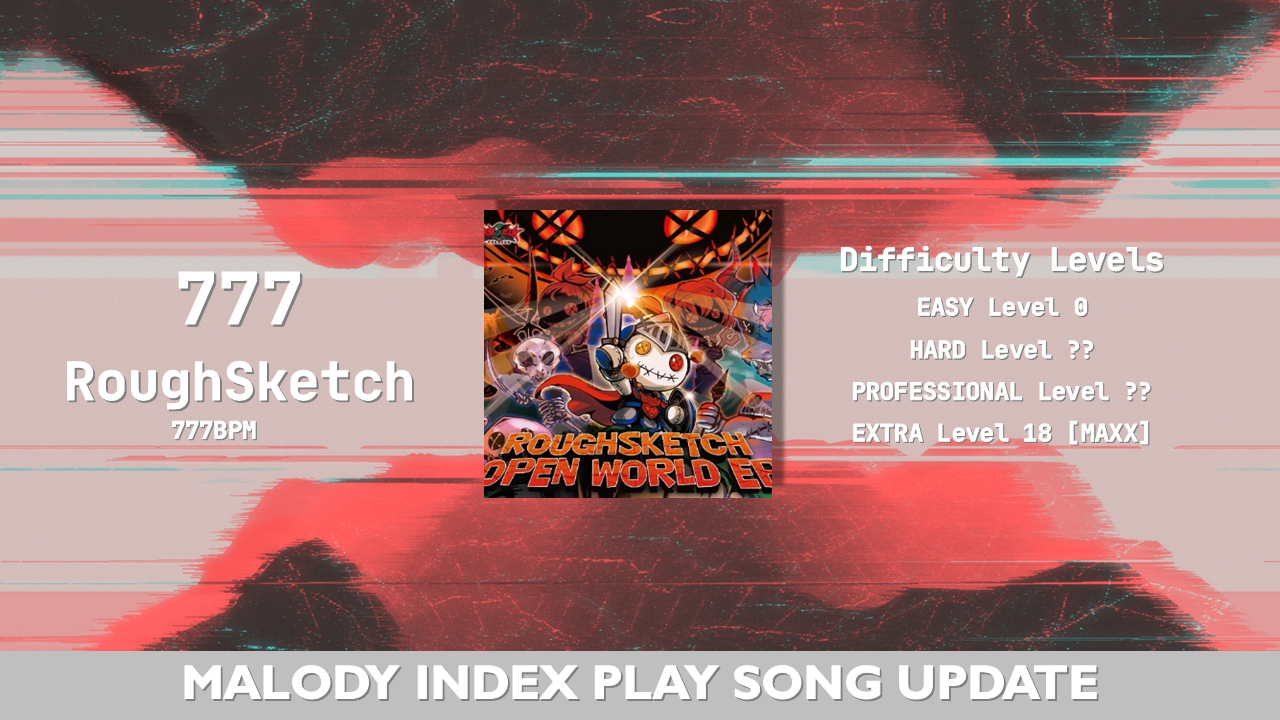 777
RoughSketch
777BPM
ROUGHSKETCH
OPEN WORLD EP
Difficulty Levels
EASY Level 0
HARD Level ??
PROFESSIONAL Level ??
EXTRA Level 18 [MAXX]
MALODY INDEX PLAY SONG UPDATE